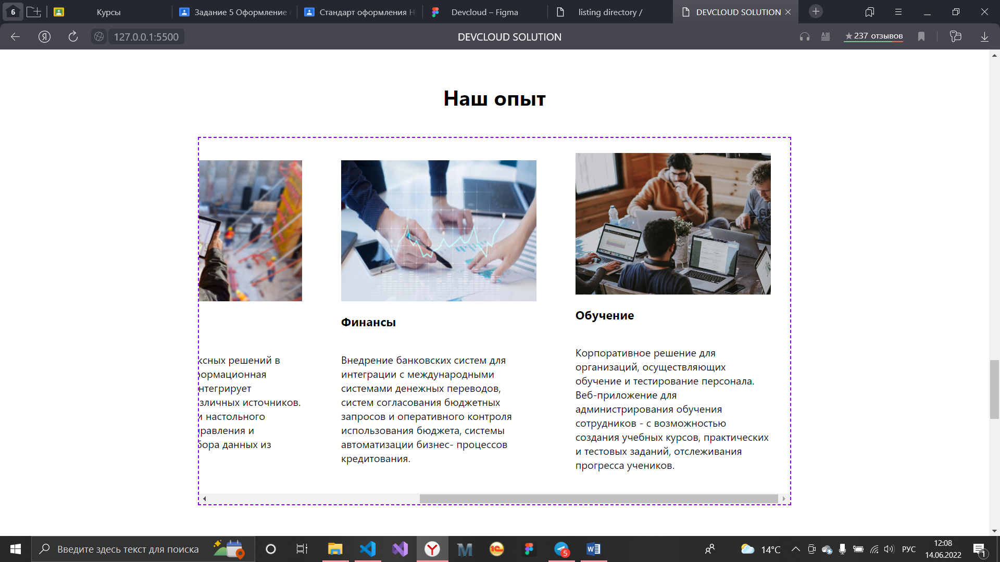 6
Курсы
Задание 5 Оформление
Стандарт оформления H
Devcloud – Figma
listing directory /
DEVCLOUD SOLUTION
127.0.0.1:5500
DEVCLOUD SOLUTION
237 отзывов
Наш опыт
ксных решений в
ормационная
нтегрирует
зличных источников.
и настольного
равления и
бора данных из
Финансы
Внедрение банковских систем для
интеграции с международными
системами денежных переводов,
систем согласования бюджетных
запросов и оперативного контроля
использования бюджета, системы
автоматизации бизнес- процессов
кредитования.
Обучение
Корпоративное решение для
организаций, осуществляющих
обучение и тестирование персонала.
Веб-приложение для
администрирования обучения
сотрудников - с возможностью
создания учебных курсов, практических
и тестовых заданий, отслеживания
прогресса учеников.
Введите здесь текст для поиска
5
14°C
РУС
12:08
14.06.2022
1